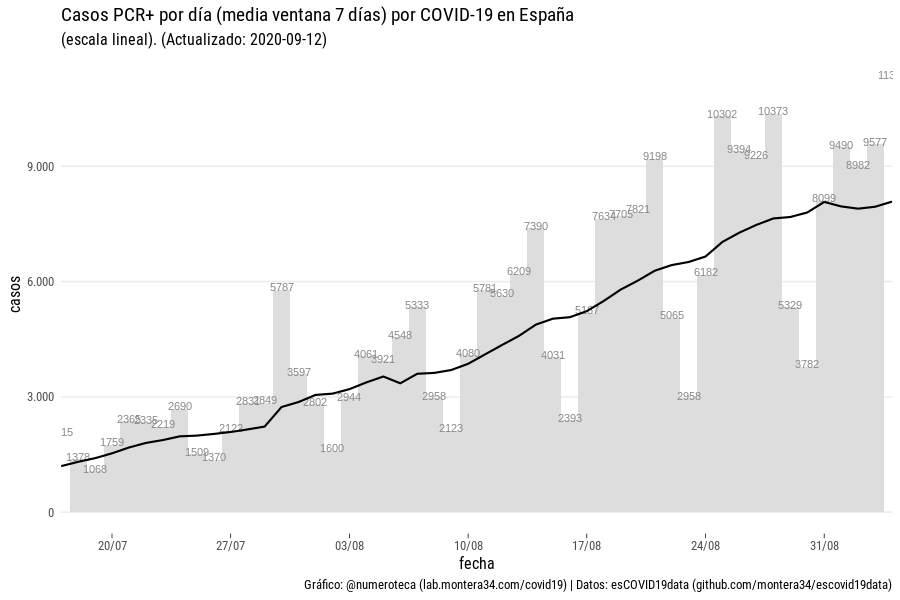 Casos PCR+ por día (media ventana 7 días) por COVID-19 en España
(escala lineal). (Actualizado: 2020-09-12)
113
10302 10373
9198 9394 9226 9490 8982 9577
9.000
7390 7634 7705 7821 8099
5787 5781 5630 6209 6182
6.000
5333 5187 5065 5329
4548
casos
3597 4061 3921 4080 4031 3782
3.000
2365 2335 2219 2690 2849 2802 2944 2958 2958
15 1759 2122 2123 2393
1378 1068 1509 1370 1600
0
20/07 27/07 03/08 10/08 17/08 24/08 31/08
fecha
Gráfico: @numeroteca (lab.montera34.com/covid19) | Datos: esCOVID19data (github.com/montera34/escovid19data)